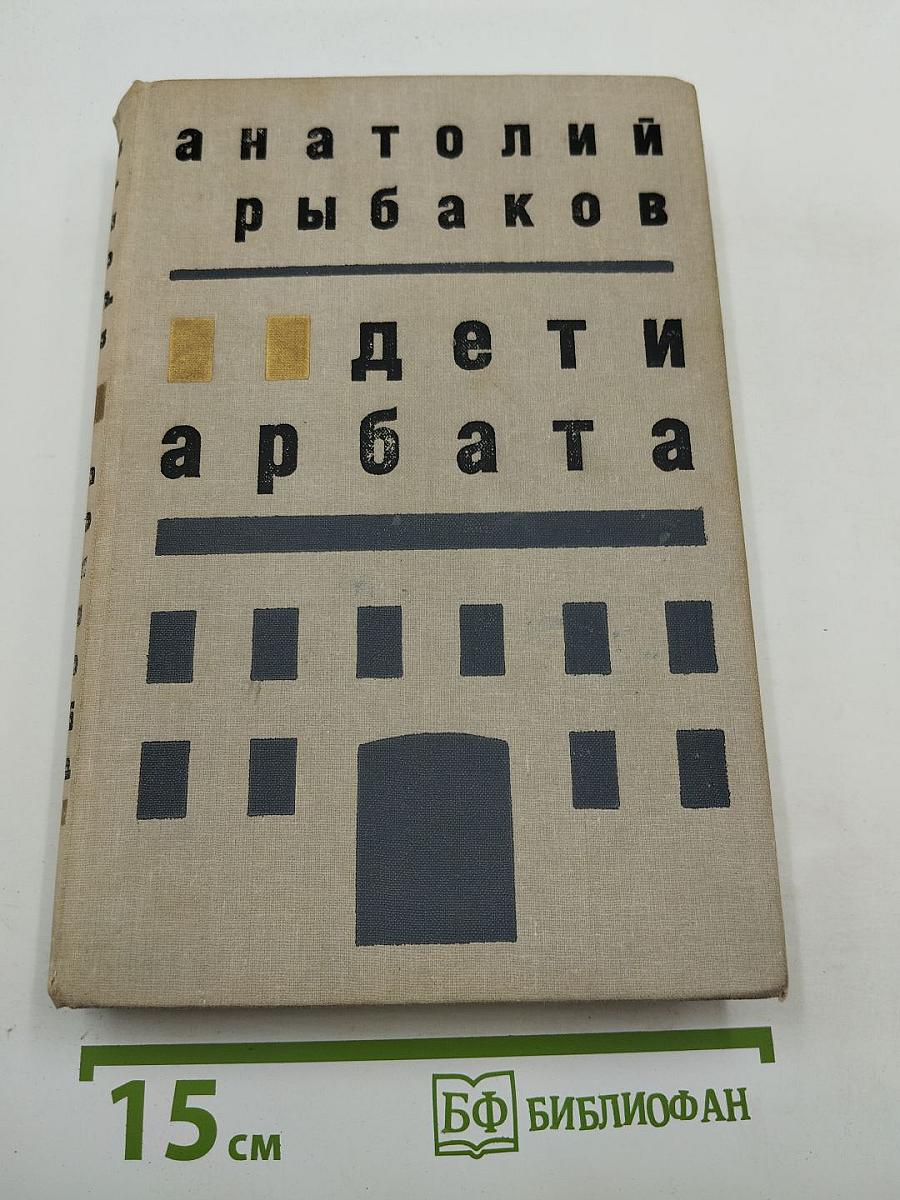 анатолий
рыбаков
дети
арбата
15 см
БФ БИБЛИОФАН